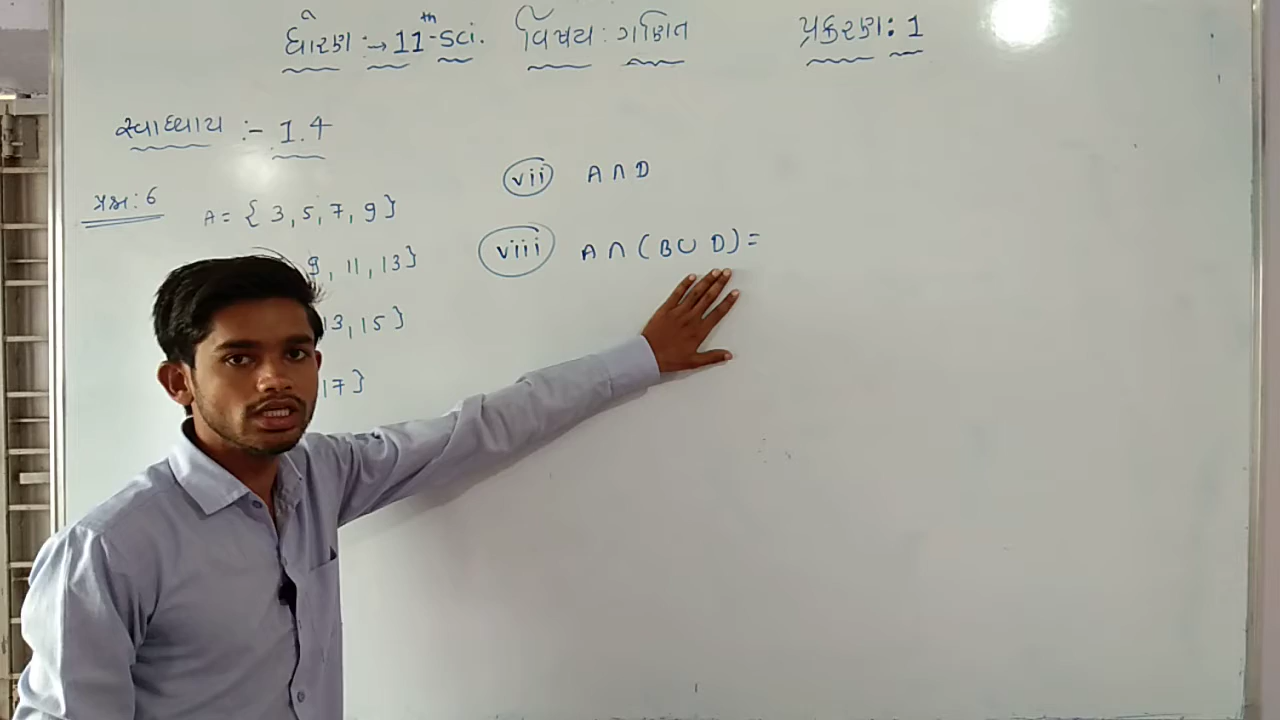 ધોરણ :→ 11th-Sci. વિષય : ગણિત પ્રકરણ : 1
સ્વાધ્યાય :- 1.4
પ્રશ્ન : 6
A = { 3, 5, 7, 9 }
9, 11, 13 }
13, 15 }
17 }
vii A ∩ D
viii A ∩ ( B ∪ D ) =